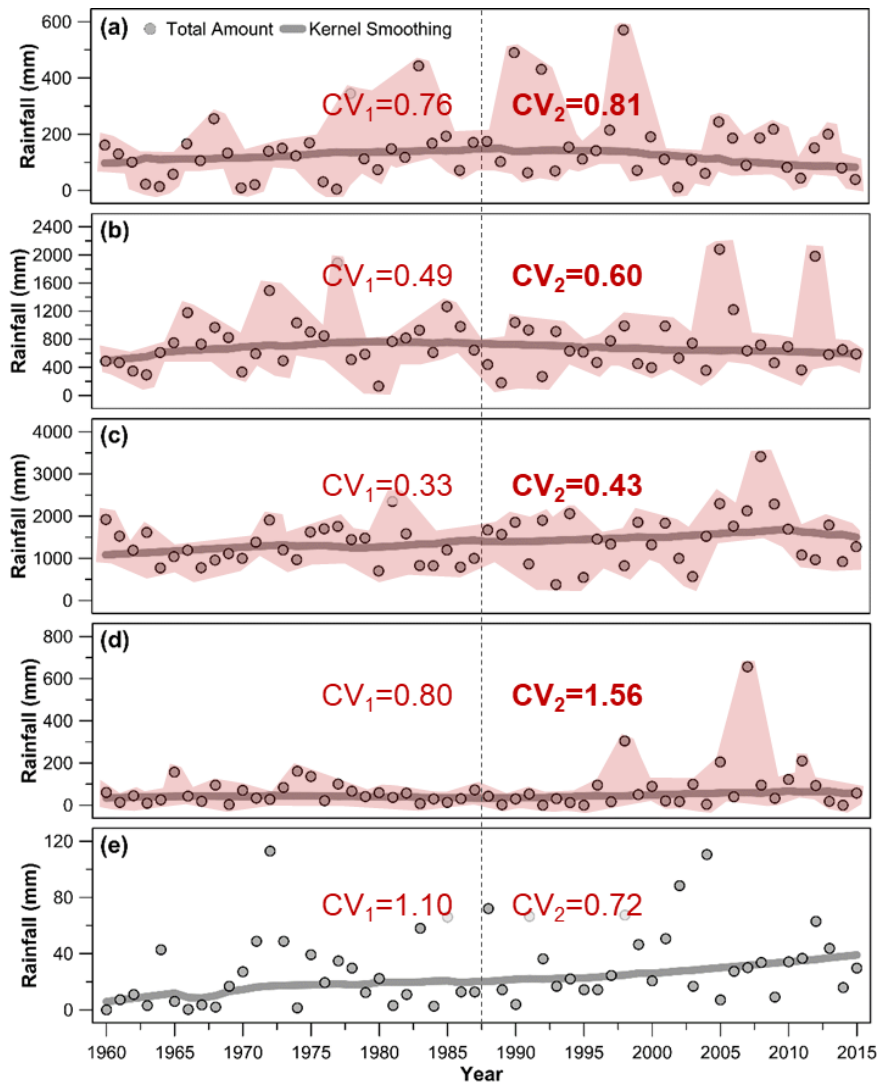 (a) Total Amount Kernel Smoothing
Rainfall (mm)
600
400
200
0
CV₁=0.76 CV₂=0.81
(b)
Rainfall (mm)
2400
2000
1600
1200
800
400
0
CV₁=0.49 CV₂=0.60
(c)
Rainfall (mm)
4000
3000
2000
1000
0
CV₁=0.33 CV₂=0.43
(d)
Rainfall (mm)
800
600
400
200
0
CV₁=0.80 CV₂=1.56
(e)
Rainfall (mm)
120
80
40
0
CV₁=1.10 CV₂=0.72
1960 1965 1970 1975 1980 1985 1990 1995 2000 2005 2010 2015
Year